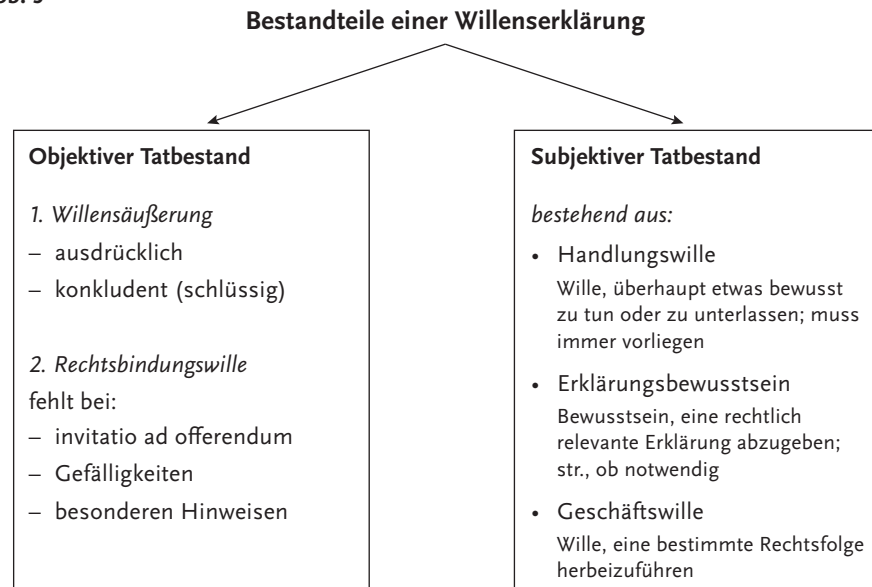 Bestandteile einer Willenserklärung
Objektiver Tatbestand
1. Willensäußerung
– ausdrücklich
– konkludent (schlüssig)
2. Rechtsbindungswille
fehlt bei:
– invitatio ad offerendum
– Gefälligkeiten
– besonderen Hinweisen
Subjektiver Tatbestand
bestehend aus:
• Handlungswille
Wille, überhaupt etwas bewusst
zu tun oder zu unterlassen; muss
immer vorliegen
• Erklärungsbewusstsein
Bewusstsein, eine rechtlich
relevante Erklärung abzugeben;
str., ob notwendig
• Geschäftswille
Wille, eine bestimmte Rechtsfolge
herbeizuführen